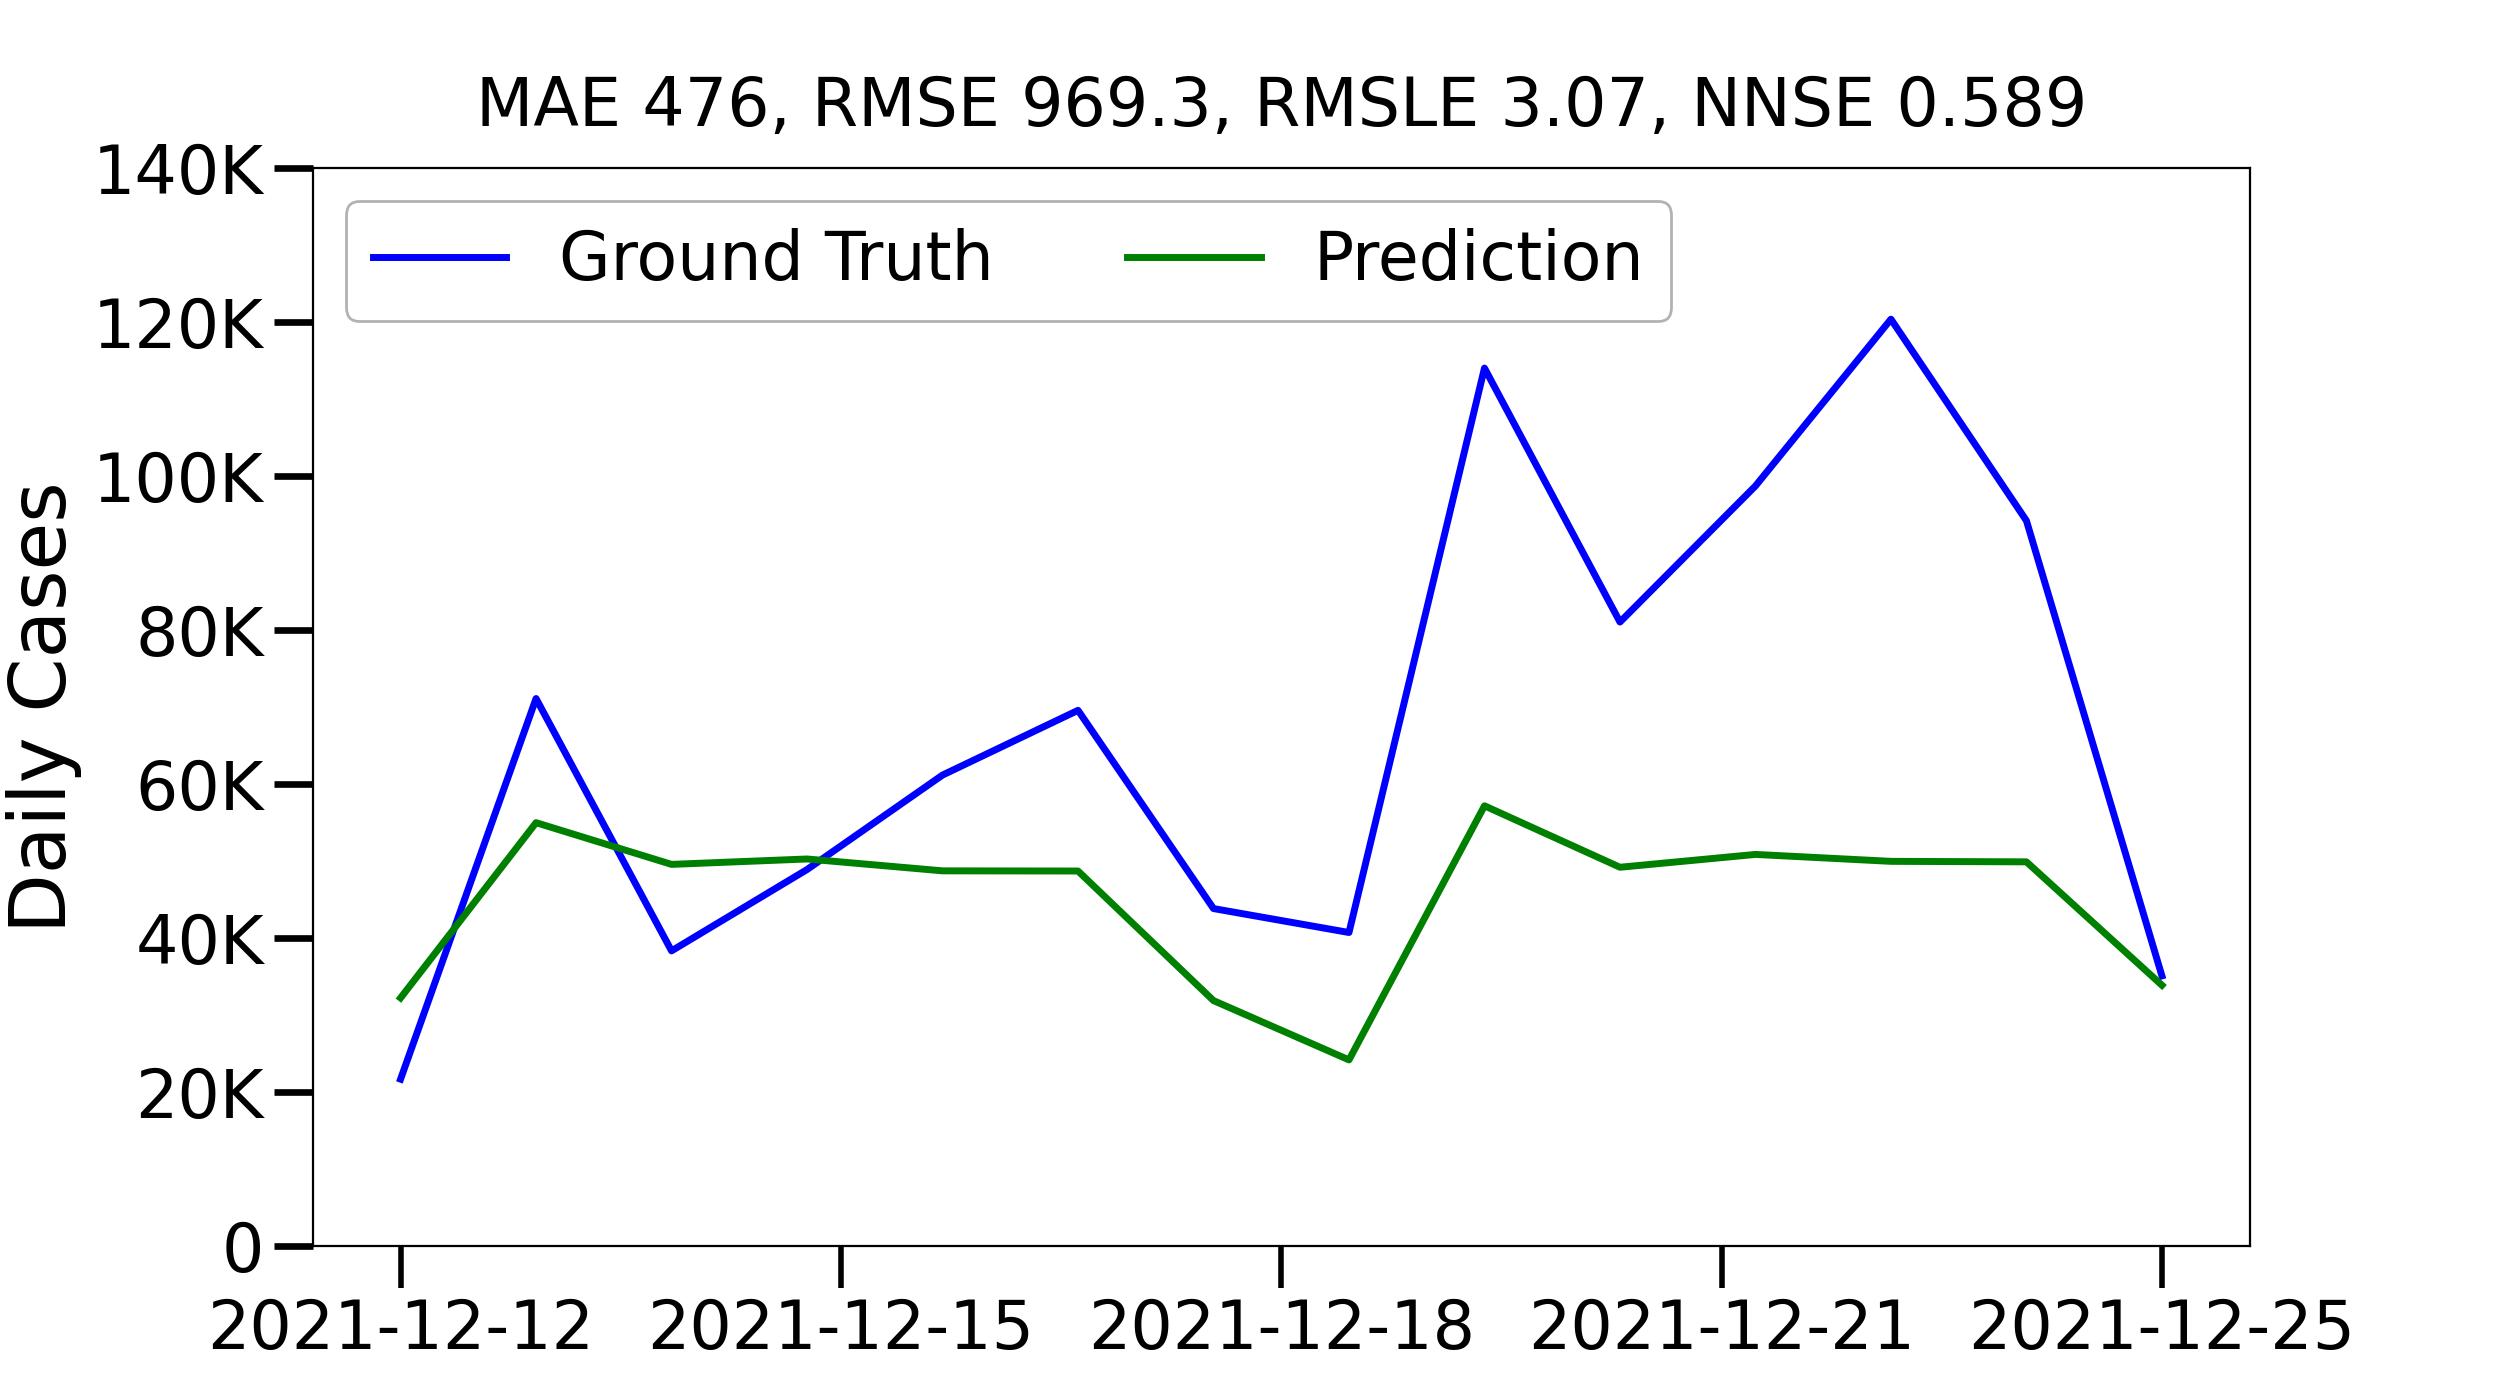 MAE 476, RMSE 969.3, RMSLE 3.07, NNSE 0.589
Ground Truth Prediction
140K
120K
100K
80K
60K
40K
20K
0
Daily Cases
2021-12-12 2021-12-15 2021-12-18 2021-12-21 2021-12-25